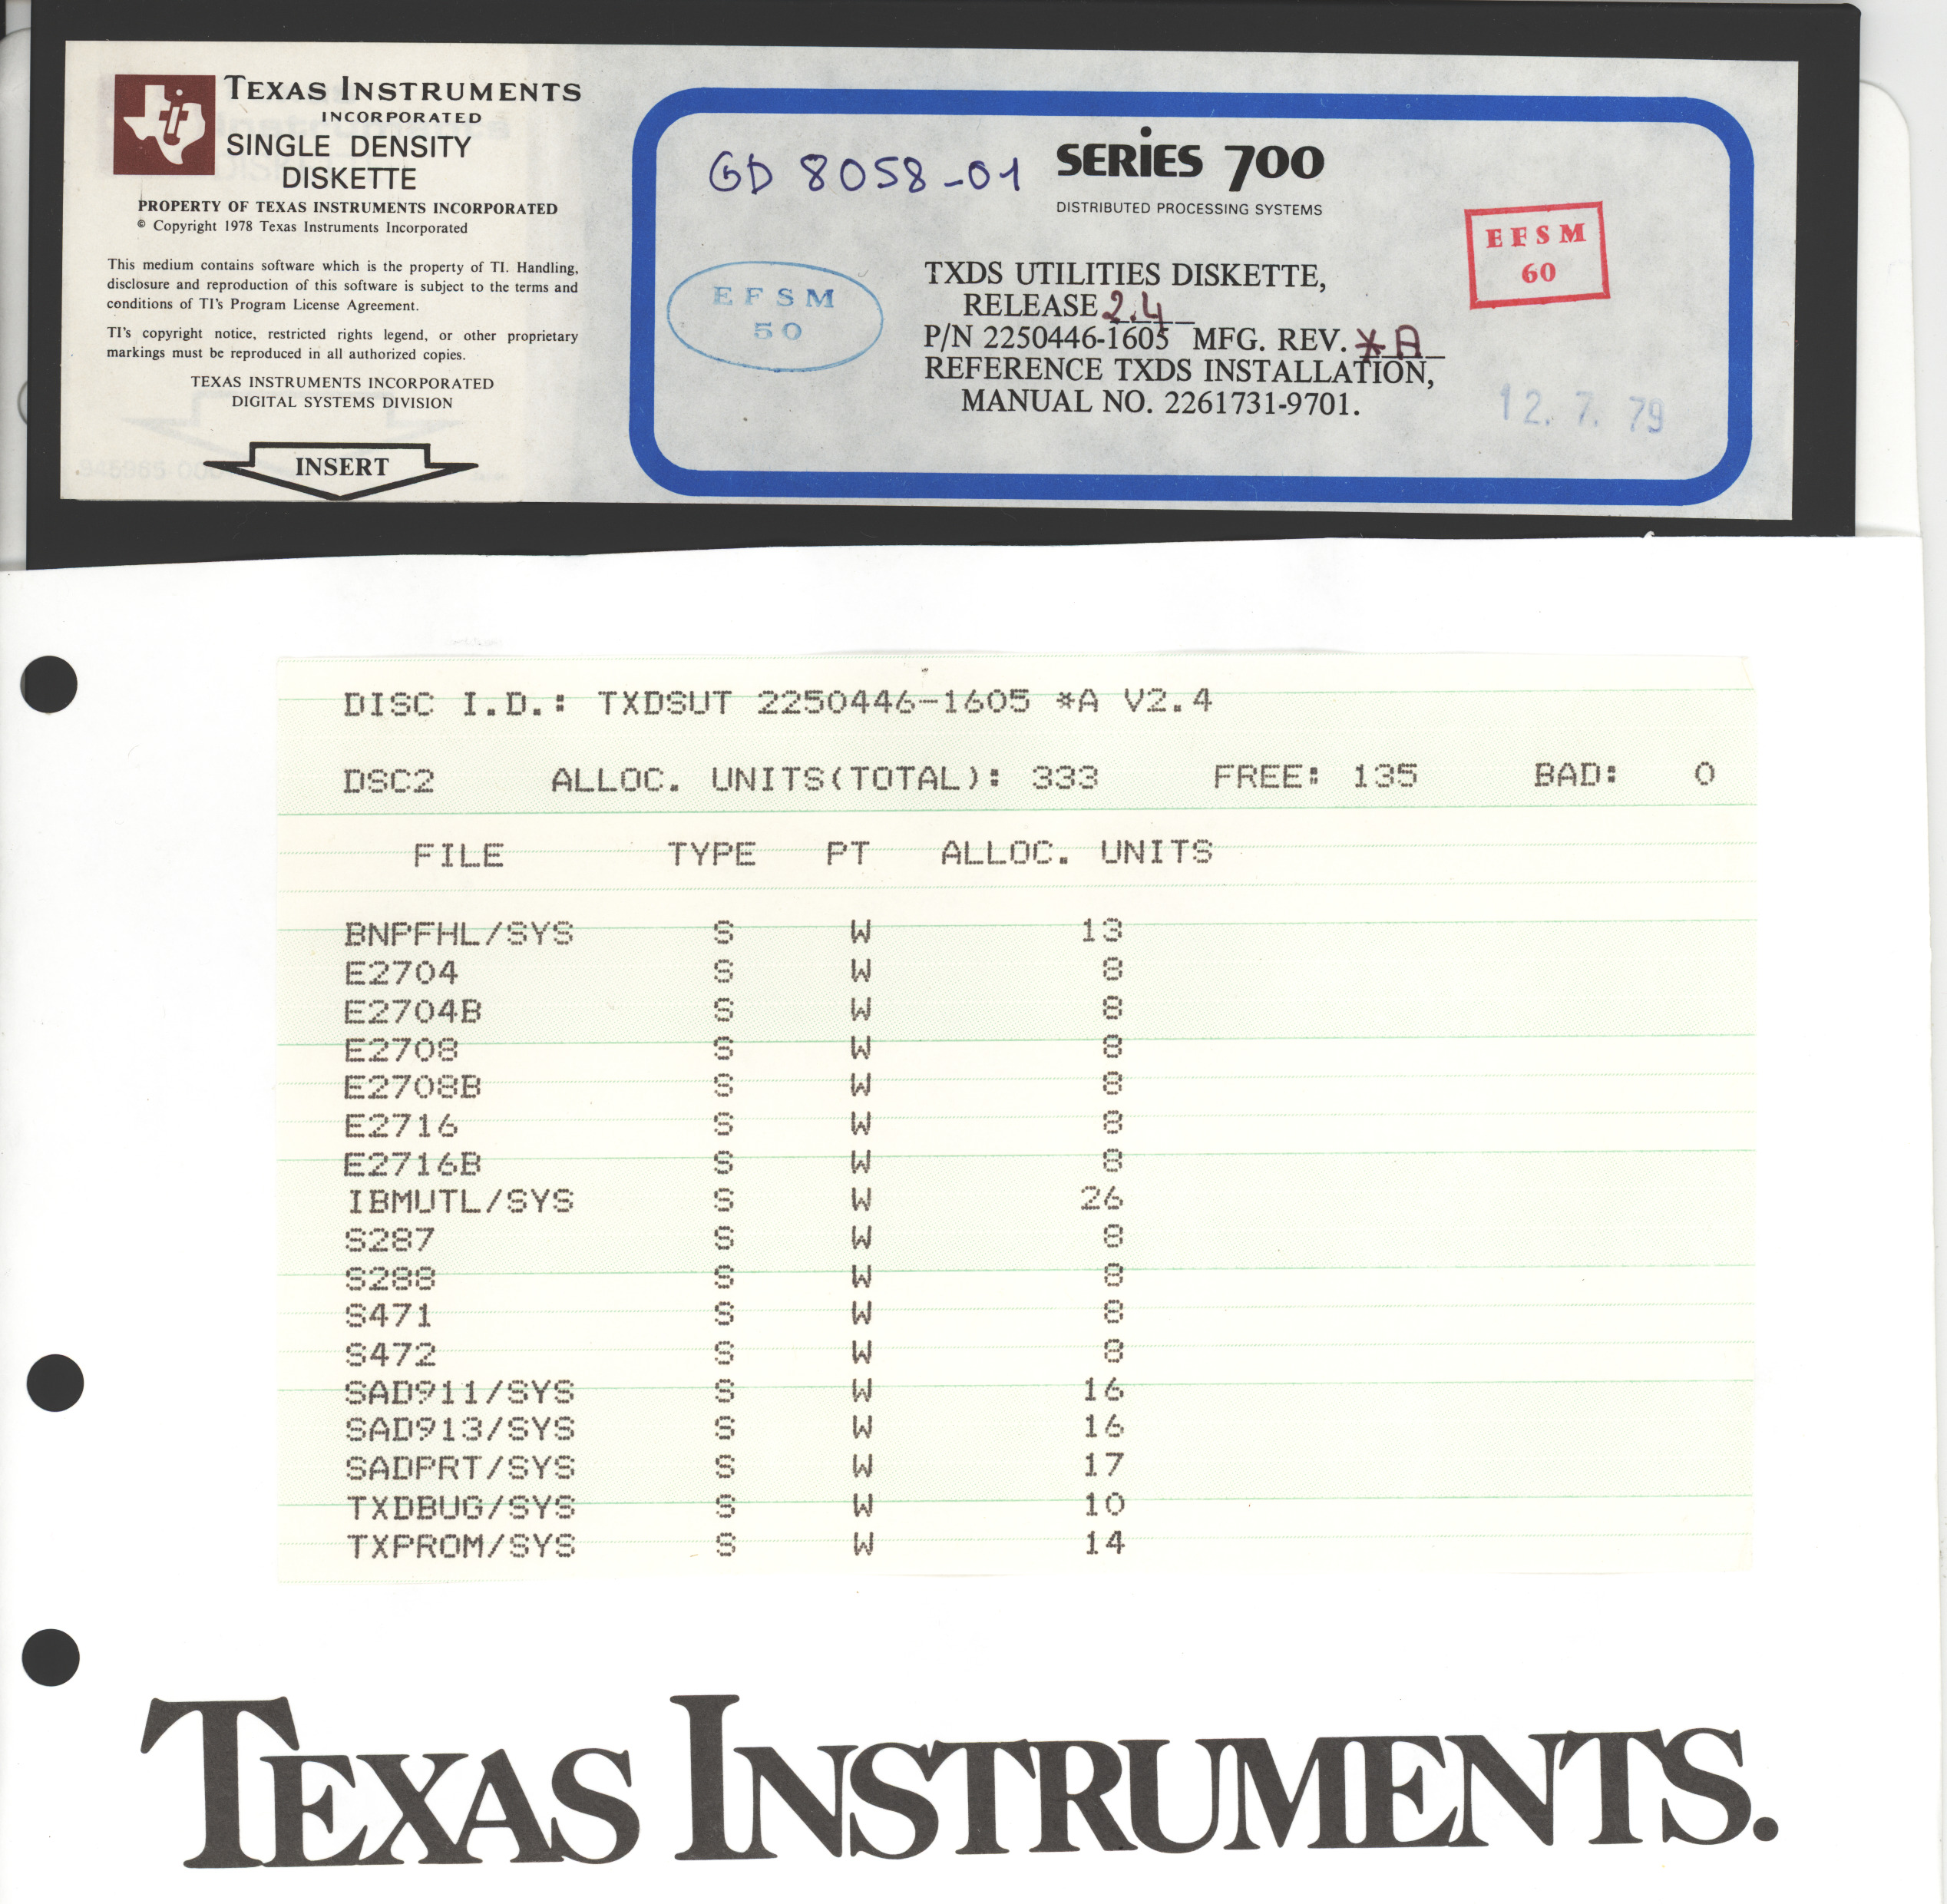 TEXAS INSTRUMENTS
INCORPORATED
SINGLE DENSITY
DISKETTE
PROPERTY OF TEXAS INSTRUMENTS INCORPORATED
© Copyright 1978 Texas Instruments Incorporated
This medium contains software which is the property of TI. Handling,
disclosure and reproduction of this software is subject to the terms and
conditions of TI's Program License Agreement.
TI's copyright notice, restricted rights legend, or other proprietary
markings must be reproduced in all authorized copies.
TEXAS INSTRUMENTS INCORPORATED
DIGITAL SYSTEMS DIVISION
INSERT
GD 8058-01
SERIES 700
DISTRIBUTED PROCESSING SYSTEMS
EFSM
60
EFSM
50
TXDS UTILITIES DISKETTE,
RELEASE 2.4
P/N 2250446-1605 MFG. REV. *A
REFERENCE TXDS INSTALLATION,
MANUAL NO. 2261731-9701.
12. 7. 79
DISC I.D.: TXDSUT 2250446-1605 *A V2.4
DSC2 ALLOC. UNITS(TOTAL): 333 FREE: 135 BAD: 0
FILE TYPE PT ALLOC. UNITS
BNPFHL/SYS S W 13
E2704 S W 8
E2704B S W 8
E2708 S W 8
E2708B S W 8
E2716 S W 8
E2716B S W 8
IBMUTL/SYS S W 26
S287 S W 8
S288 S W 8
S471 S W 8
S472 S W 8
SAD911/SYS S W 16
SAD913/SYS S W 16
SADPRT/SYS S W 17
TXDBUG/SYS S W 10
TXPROM/SYS S W 14
TEXAS INSTRUMENTS.